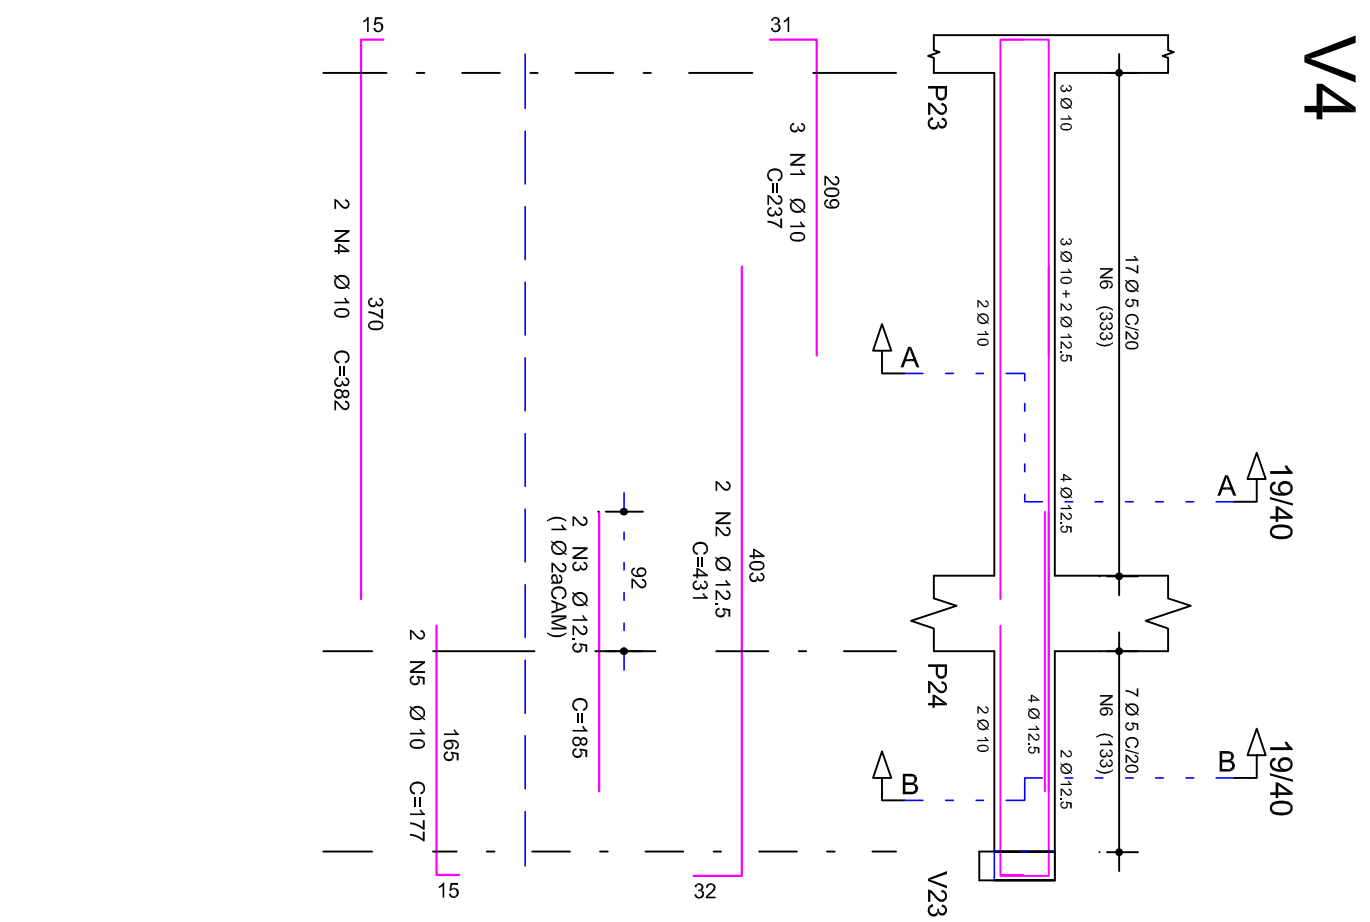 V4
19/40
A
19/40
B
17 Ø 5 C/20
N6 (333)
7 Ø 5 C/20
N6 (133)
3 Ø 10
3 Ø 10 + 2 Ø 12.5
4 Ø 12.5
2 Ø 12.5
4 Ø 12.5
2 Ø 10
2 Ø 10
P23
P24
V23
A
B
31
209
3 N1 Ø 10
C=237
403
2 N2 Ø 12.5
C=431
32
92
2 N3 Ø 12.5 C=185
(1 Ø 2aCAM)
165
2 N5 Ø 10 C=177
15
15
370
2 N4 Ø 10 C=382